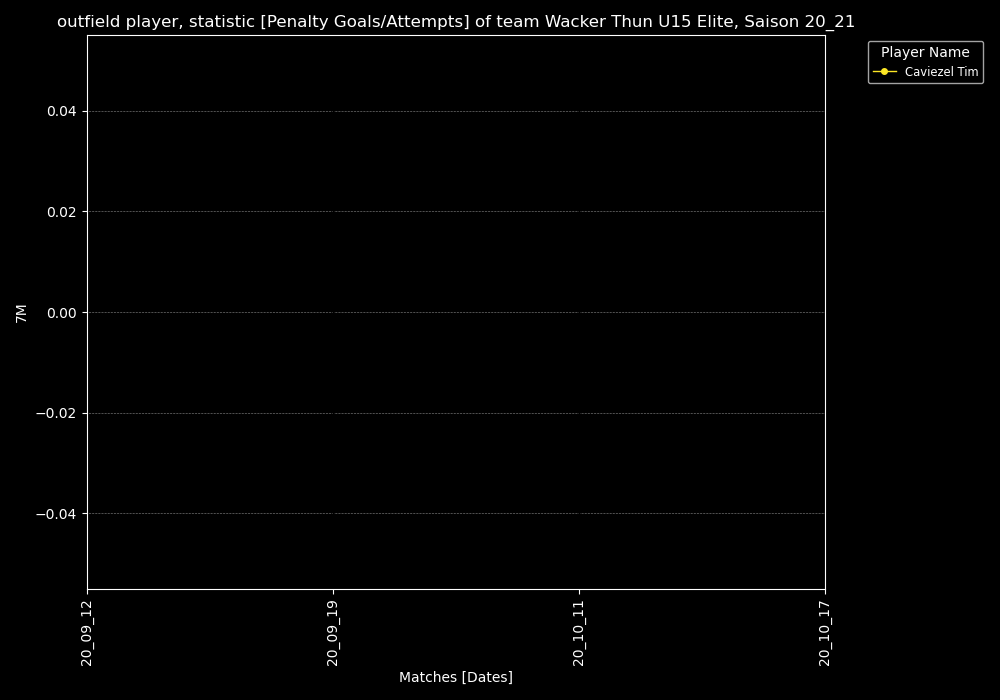 outfield player, statistic [Penalty Goals/Attempts] of team Wacker Thun U15 Elite, Saison 20_21
Player Name
Caviezel Tim
0.04
0.02
0.00
−0.02
−0.04
7M
20_09_12
20_09_19
20_10_11
20_10_17
Matches [Dates]